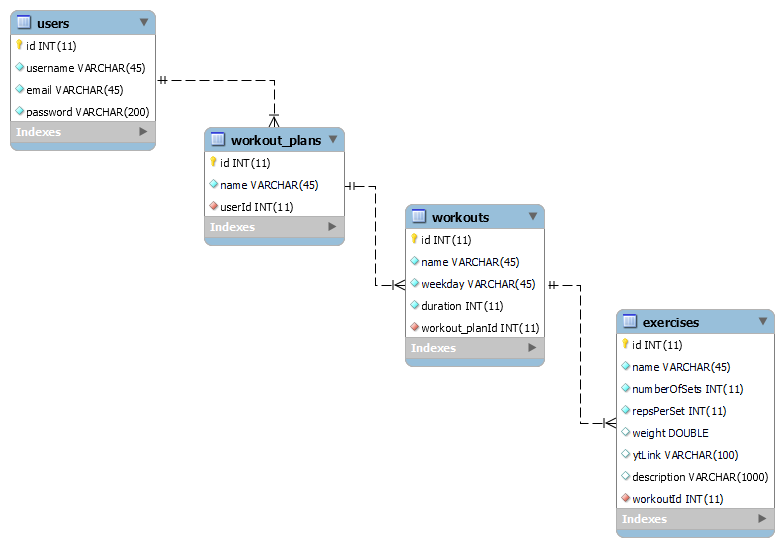 users
id INT(11)
username VARCHAR(45)
email VARCHAR(45)
password VARCHAR(200)
Indexes
workout_plans
id INT(11)
name VARCHAR(45)
userId INT(11)
Indexes
workouts
id INT(11)
name VARCHAR(45)
weekday VARCHAR(45)
duration INT(11)
workout_planId INT(11)
Indexes
exercises
id INT(11)
name VARCHAR(45)
numberOfSets INT(11)
repsPerSet INT(11)
weight DOUBLE
ytLink VARCHAR(100)
description VARCHAR(1000)
workoutId INT(11)
Indexes